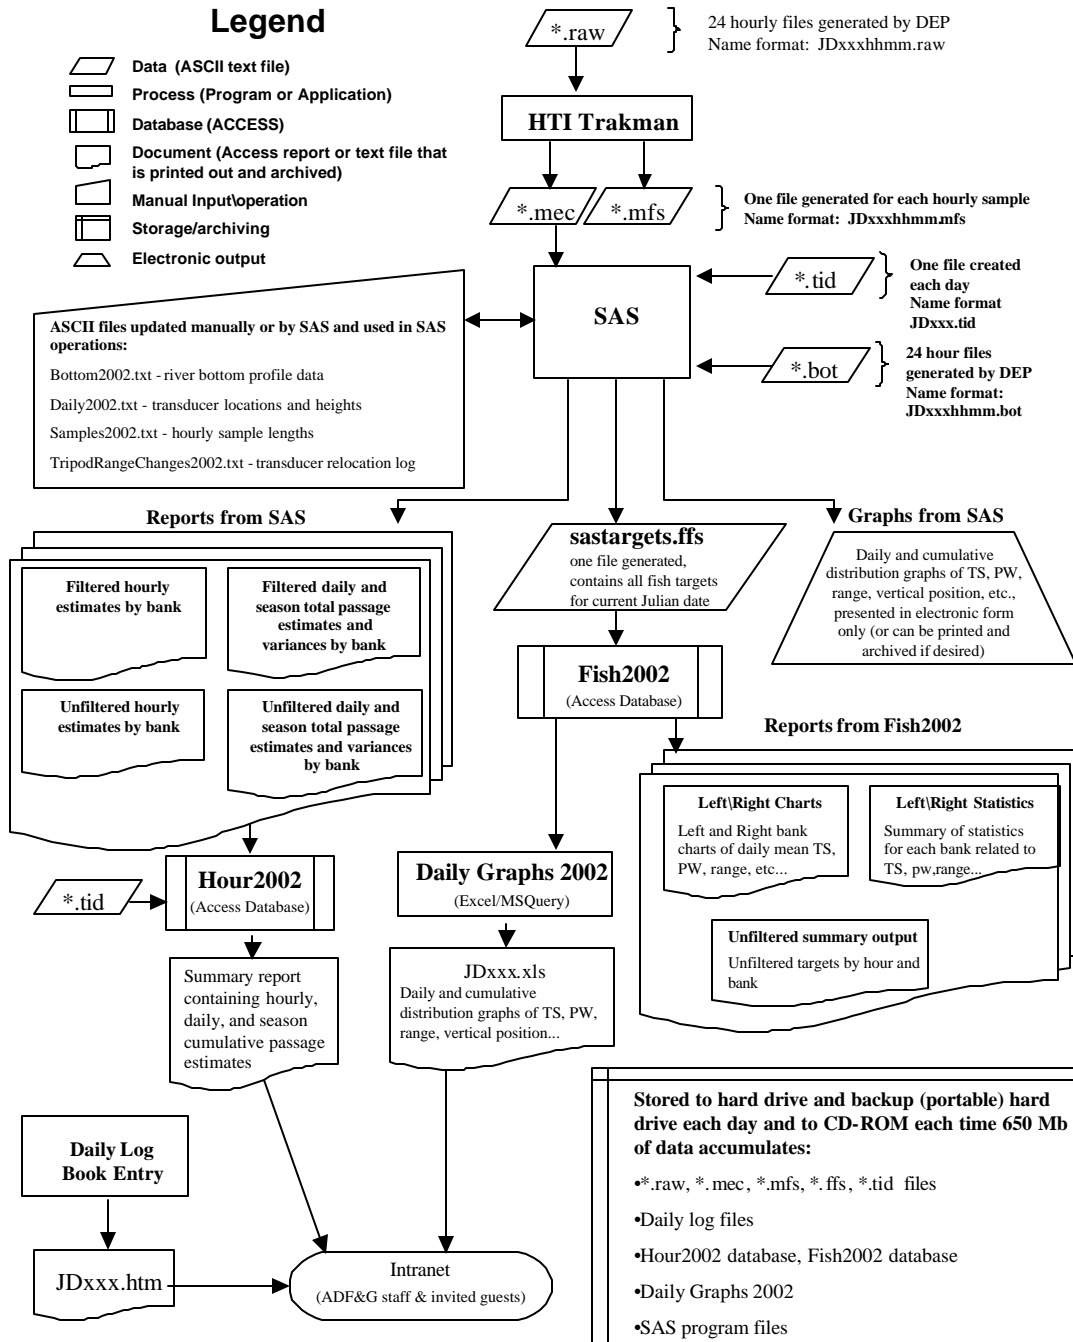 Legend
Data (ASCII text file)
Process (Program or Application)
Database (ACCESS)
Document (Access report or text file that
is printed out and archived)
Manual Input\operation
Storage/archiving
Electronic output
*.raw
24 hourly files generated by DEP
Name format: JDxxxhhmm.raw
HTI Trakman
*.mec
*.mfs
One file generated for each hourly sample
Name format: JDxxxhhmm.mfs
SAS
*.tid
One file created
each day
Name format
JDxxx.tid
*.bot
24 hour files
generated by DEP
Name format:
JDxxxhhmm.bot
ASCII files updated manually or by SAS and used in SAS
operations:
Bottom2002.txt - river bottom profile data
Daily2002.txt - transducer locations and heights
Samples2002.txt - hourly sample lengths
TripodRangeChanges2002.txt - transducer relocation log
Reports from SAS
Filtered hourly
estimates by bank
Filtered daily and
season total passage
estimates and
variances by bank
Unfiltered hourly
estimates by bank
Unfiltered daily and
season total passage
estimates and variances
by bank
sastargets.ffs
one file generated,
contains all fish targets
for current Julian date
Graphs from SAS
Daily and cumulative
distribution graphs of TS, PW,
range, vertical position, etc.,
presented in electronic form
only (or can be printed and
archived if desired)
Fish2002
(Access Database)
Reports from Fish2002
Left\Right Charts
Left and Right bank
charts of daily mean TS,
PW, range, etc...
Left\Right Statistics
Summary of statistics
for each bank related to
TS, pw,range...
Unfiltered summary output
Unfiltered targets by hour and
bank
*.tid
Hour2002
(Access Database)
Daily Graphs 2002
(Excel/MSQuery)
Summary report
containing hourly,
daily, and season
cumulative passage
estimates
JDxxx.xls
Daily and cumulative
distribution graphs of TS, PW,
range, vertical position...
Daily Log
Book Entry
JDxxx.htm
Intranet
(ADF&G staff & invited guests)
Stored to hard drive and backup (portable) hard
drive each day and to CD-ROM each time 650 Mb
of data accumulates:
•*.raw, *.mec, *.mfs, *.ffs, *.tid files
•Daily log files
•Hour2002 database, Fish2002 database
•Daily Graphs 2002
•SAS program files